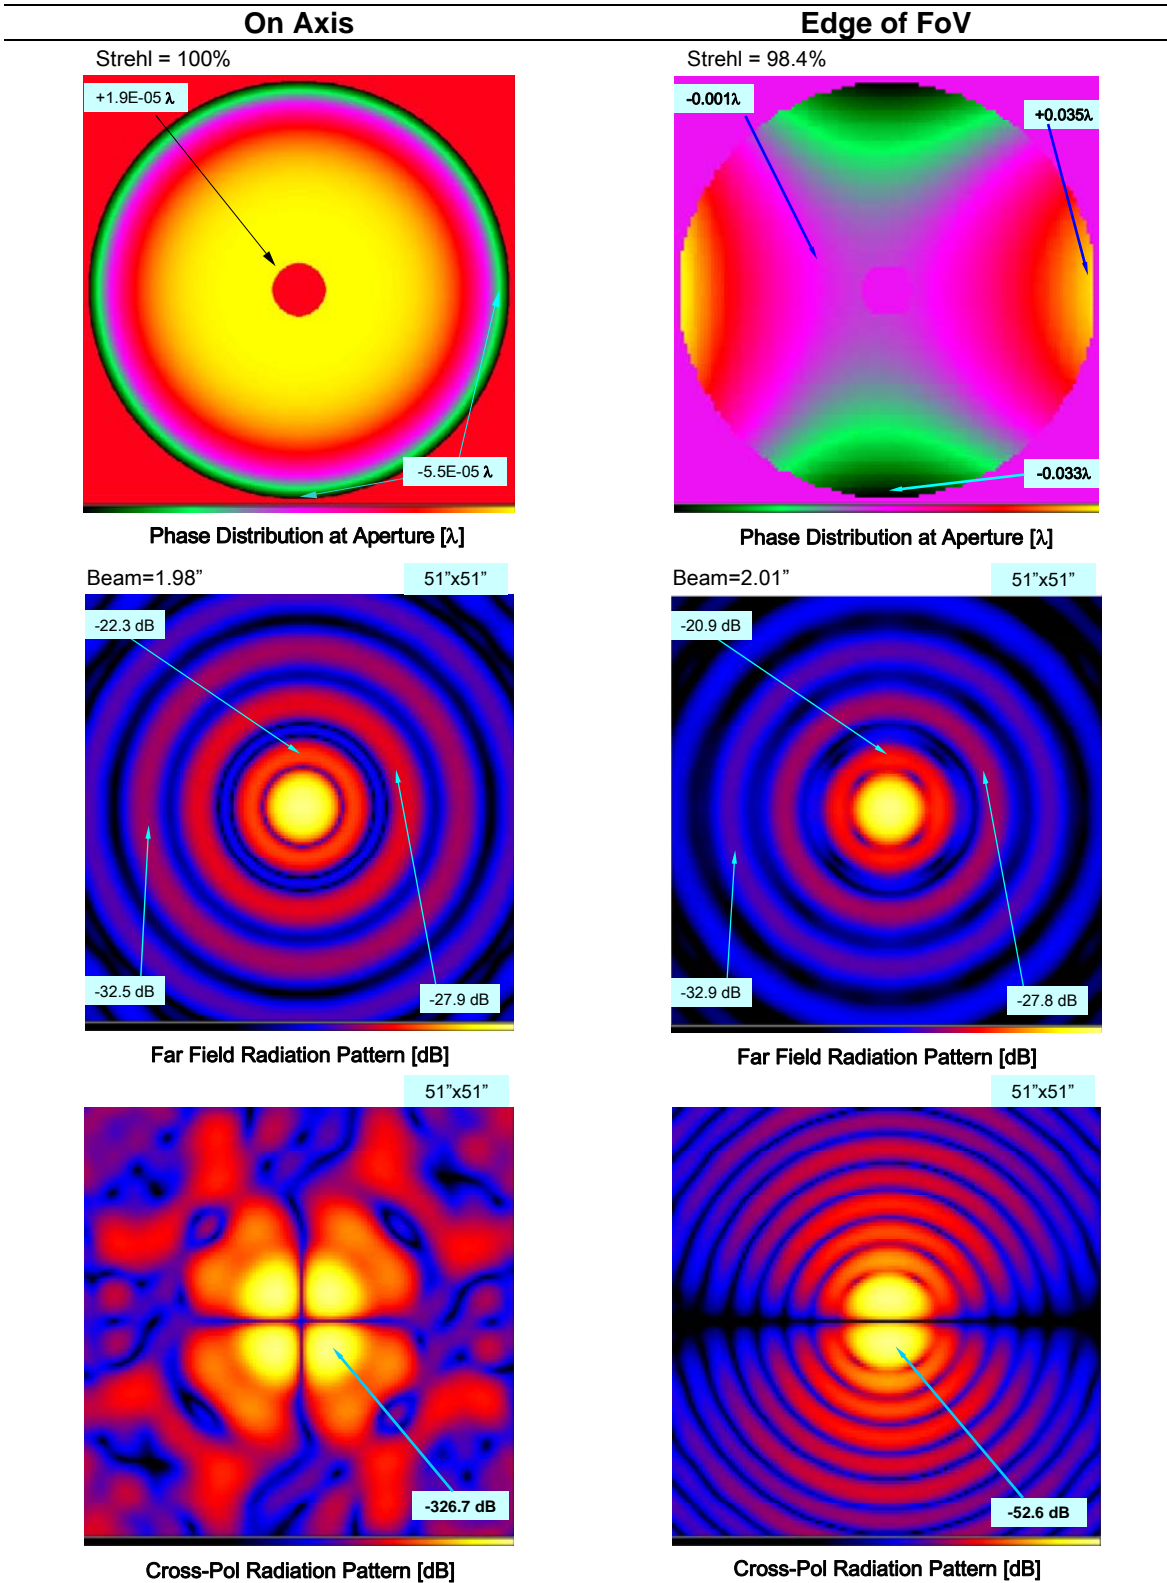 On Axis Edge of FoV
Strehl = 100% Strehl = 98.4%
+1.9E-05 λ
-0.001λ
+0.035λ
-5.5E-05 λ
-0.033λ
Phase Distribution at Aperture [λ] Phase Distribution at Aperture [λ]
Beam=1.98” 51”x51” Beam=2.01” 51”x51”
-22.3 dB -20.9 dB
-32.5 dB -27.9 dB -32.9 dB -27.8 dB
Far Field Radiation Pattern [dB] Far Field Radiation Pattern [dB]
51”x51” 51”x51”
-326.7 dB -52.6 dB
Cross-Pol Radiation Pattern [dB] Cross-Pol Radiation Pattern [dB]